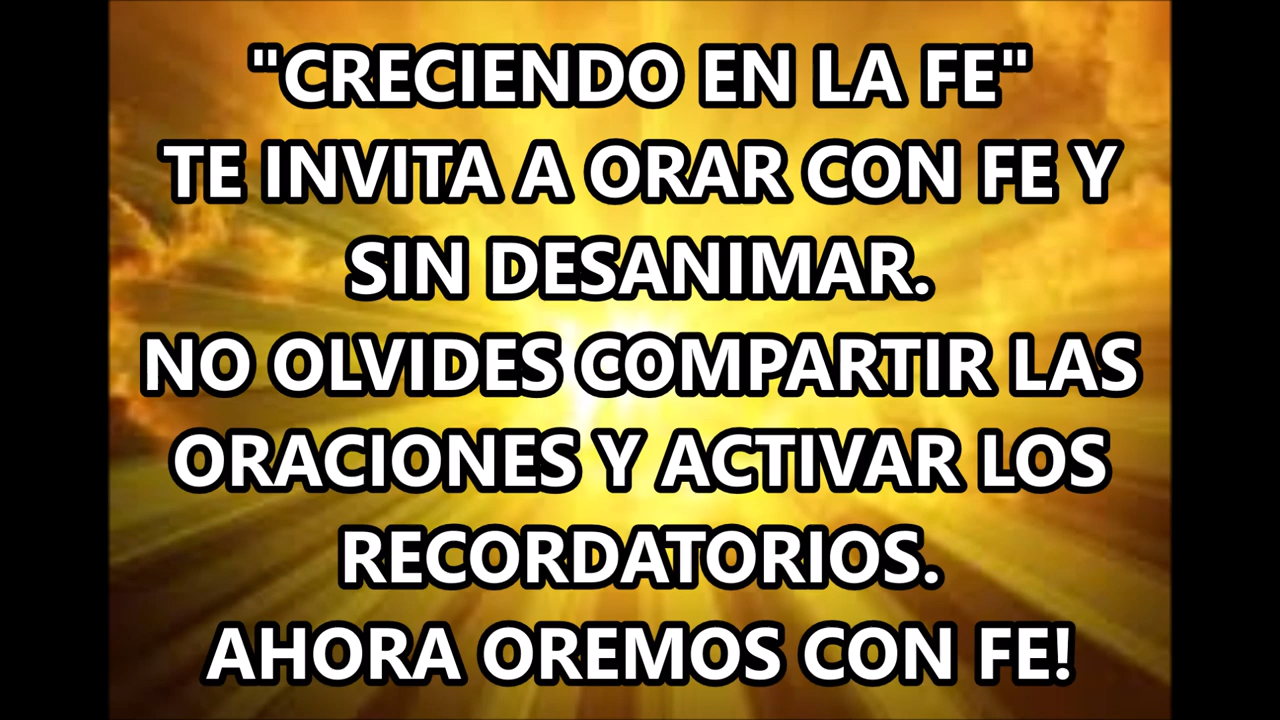 "CRECIENDO EN LA FE"
TE INVITA A ORAR CON FE Y
SIN DESANIMAR.
NO OLVIDES COMPARTIR LAS
ORACIONES Y ACTIVAR LOS
RECORDATORIOS.
AHORA OREMOS CON FE!